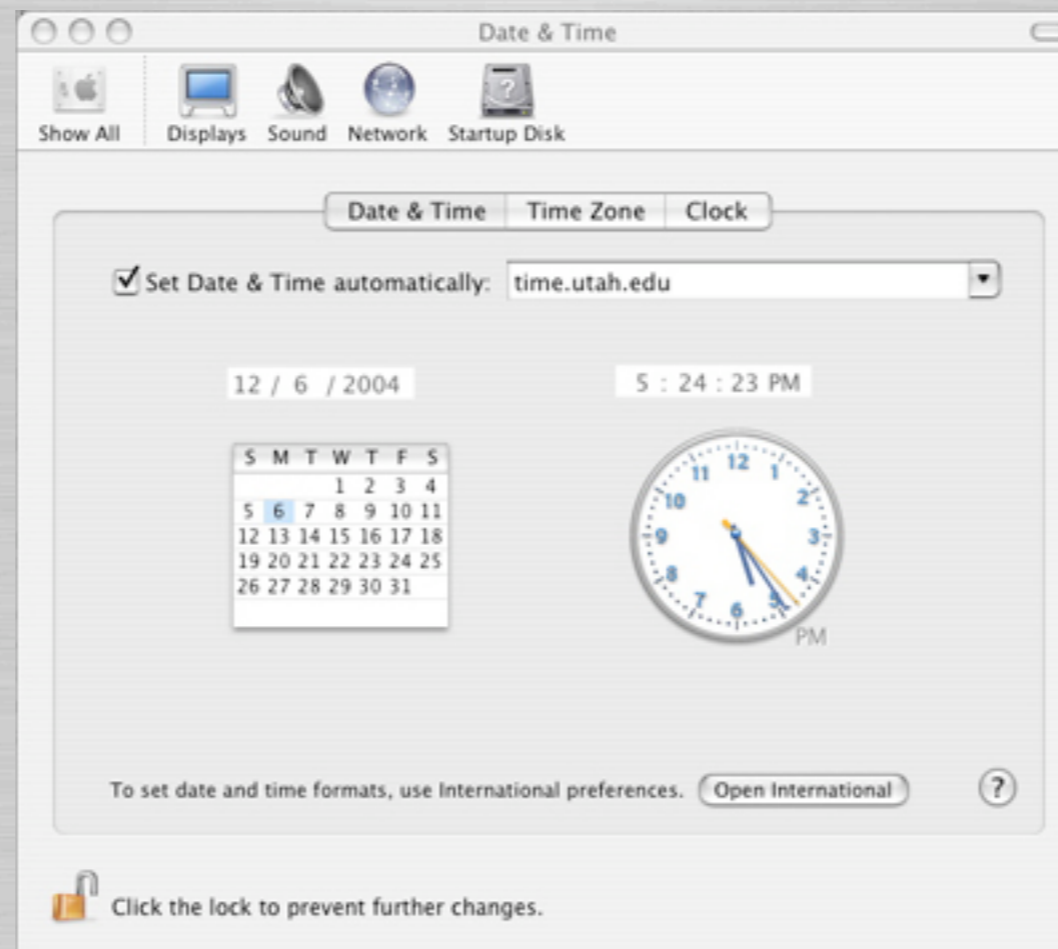 Date & Time
Show All Displays Sound Network Startup Disk
Date & Time Time Zone Clock
Set Date & Time automatically: time.utah.edu
12 / 6 / 2004 5 : 24 : 23 PM
S M T W T F S
1 2 3 4
5 6 7 8 9 10 11
12 13 14 15 16 17 18
19 20 21 22 23 24 25
26 27 28 29 30 31
12 1 2 3 4 5 6 7 8 9 10 11
PM
To set date and time formats, use International preferences. Open International ?
Click the lock to prevent further changes.